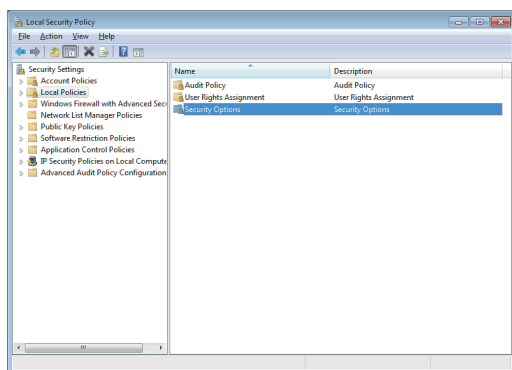 Local Security Policy
File Action View Help
Security Settings
Account Policies
Local Policies
Windows Firewall with Advanced Secu
Network List Manager Policies
Public Key Policies
Software Restriction Policies
Application Control Policies
IP Security Policies on Local Compute
Advanced Audit Policy Configuration
Name Description
Audit Policy Audit Policy
User Rights Assignment User Rights Assignment
Security Options Security Options